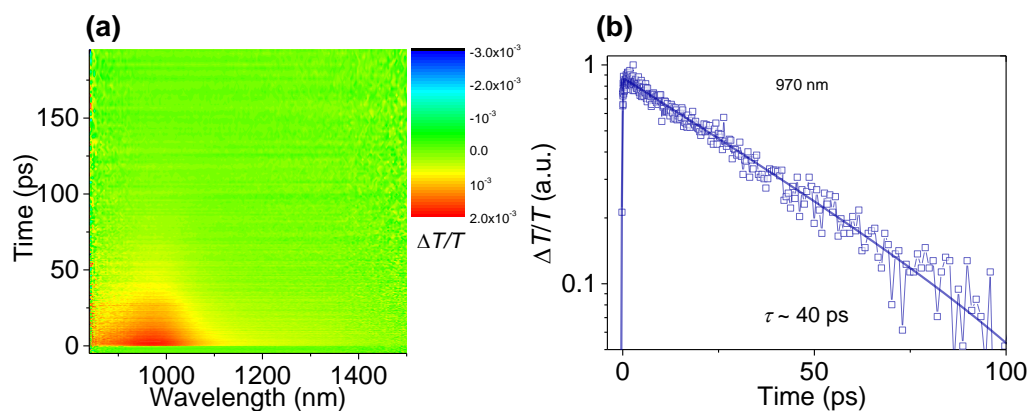 (a)
Time (ps)
150
100
50
0
1000
1200
1400
Wavelength (nm)
-3.0x10⁻³
-2.0x10⁻³
-10⁻³
0.0
10⁻³
2.0x10⁻³
ΔT/T
(b)
ΔT/T (a.u.)
1
0.1
970 nm
τ ~ 40 ps
0
50
100
Time (ps)